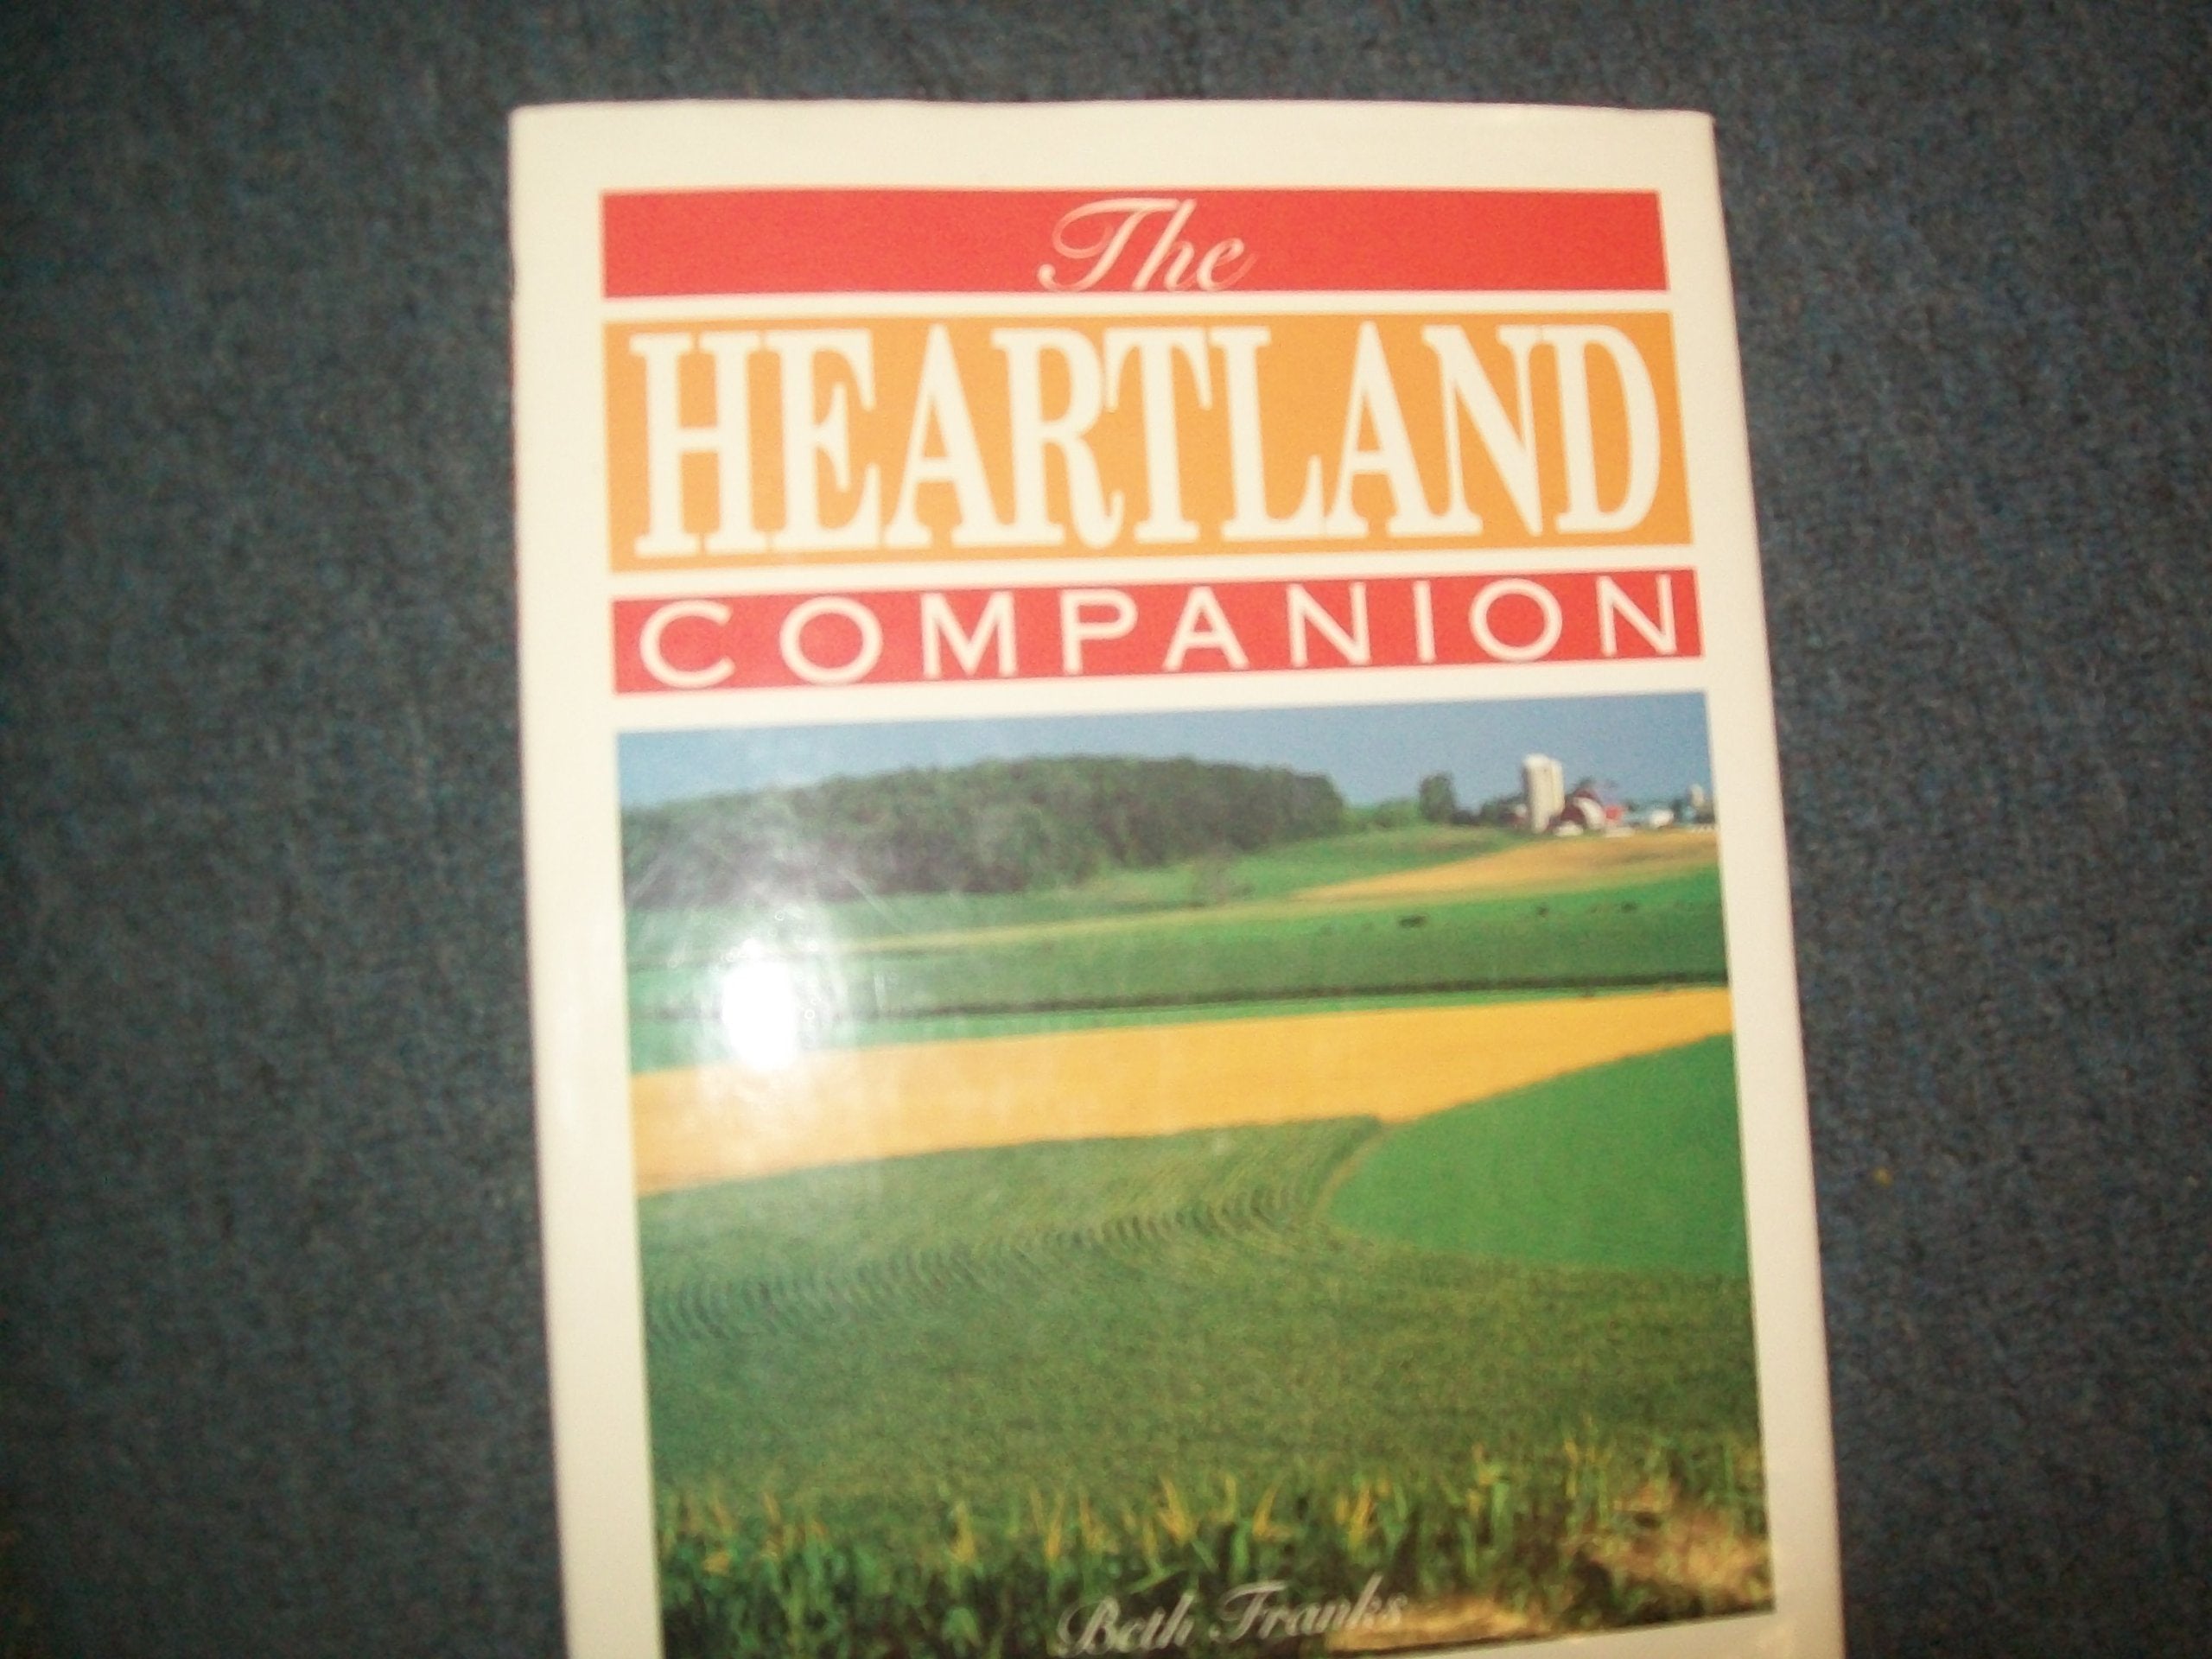 The
HEARTLAND
COMPANION
Beth Franks